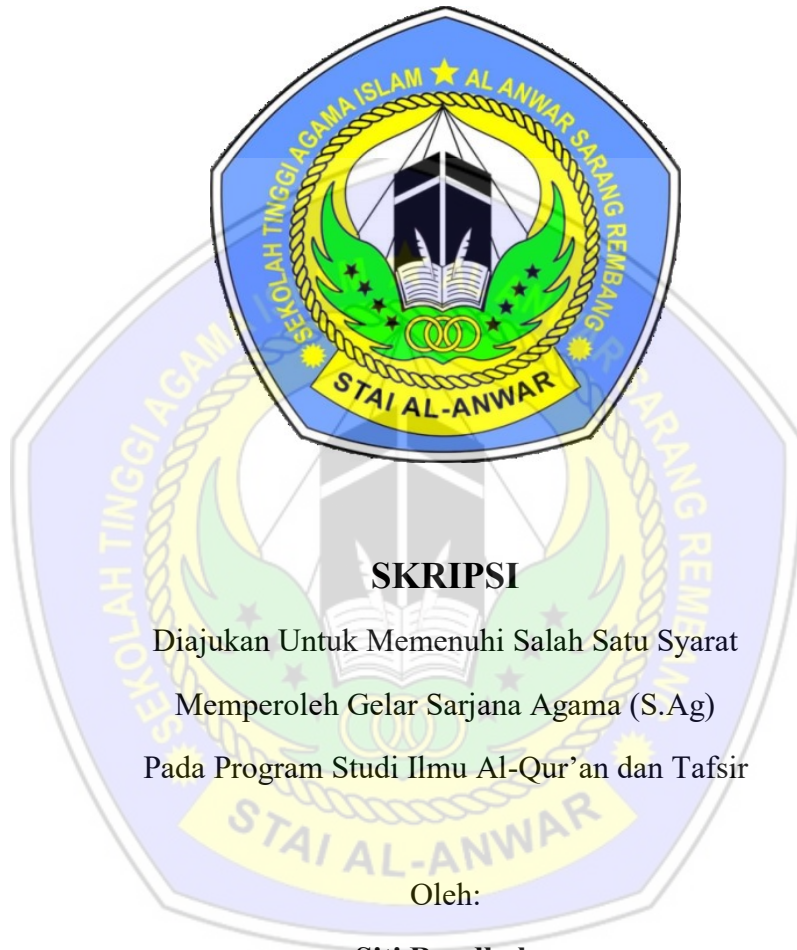 SEKOLAH TINGGI AGAMA ISLAM ★ AL ANWAR SARANG REMBANG
STAI AL-ANWAR
SKRIPSI
Diajukan Untuk Memenuhi Salah Satu Syarat
Memperoleh Gelar Sarjana Agama (S.Ag)
Pada Program Studi Ilmu Al-Qur’an dan Tafsir
Oleh: